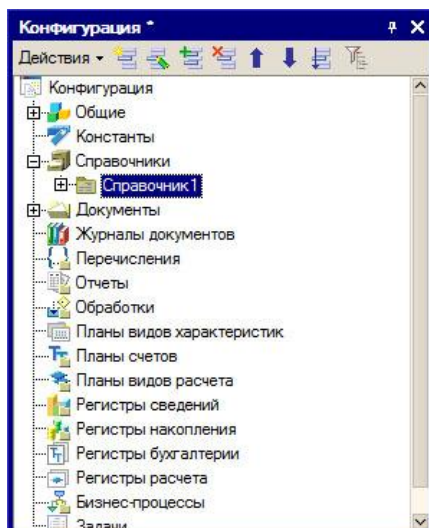 Конфигурация *
Действия
Конфигурация
Общие
Константы
Справочники
Справочник1
Документы
Журналы документов
Перечисления
Отчеты
Обработки
Планы видов характеристик
Планы счетов
Планы видов расчета
Регистры сведений
Регистры накопления
Регистры бухгалтерии
Регистры расчета
Бизнес-процессы
Задачи